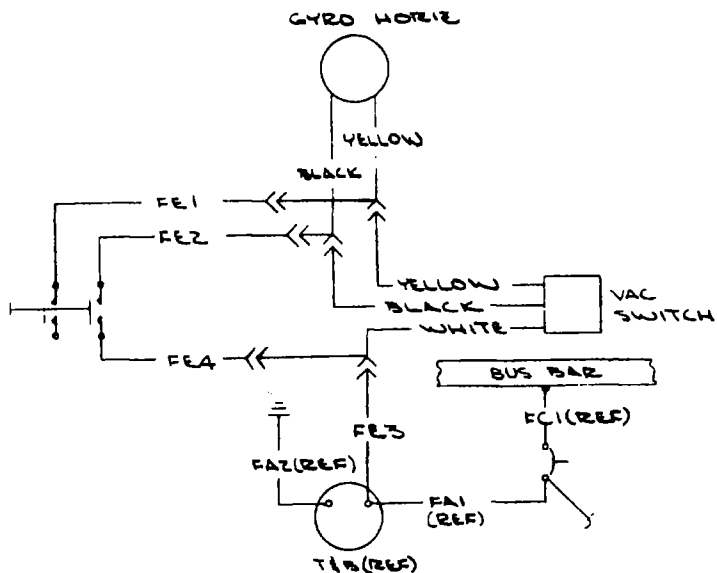 GYRO HORIZ
YELLOW
BLACK
FE1
FE2
YELLOW
BLACK
WHITE
VAC
SWITCH
FE4
BUS BAR
FE3
FC1(REF)
FA2(REF)
FA1
(REF)
T&B(REF)